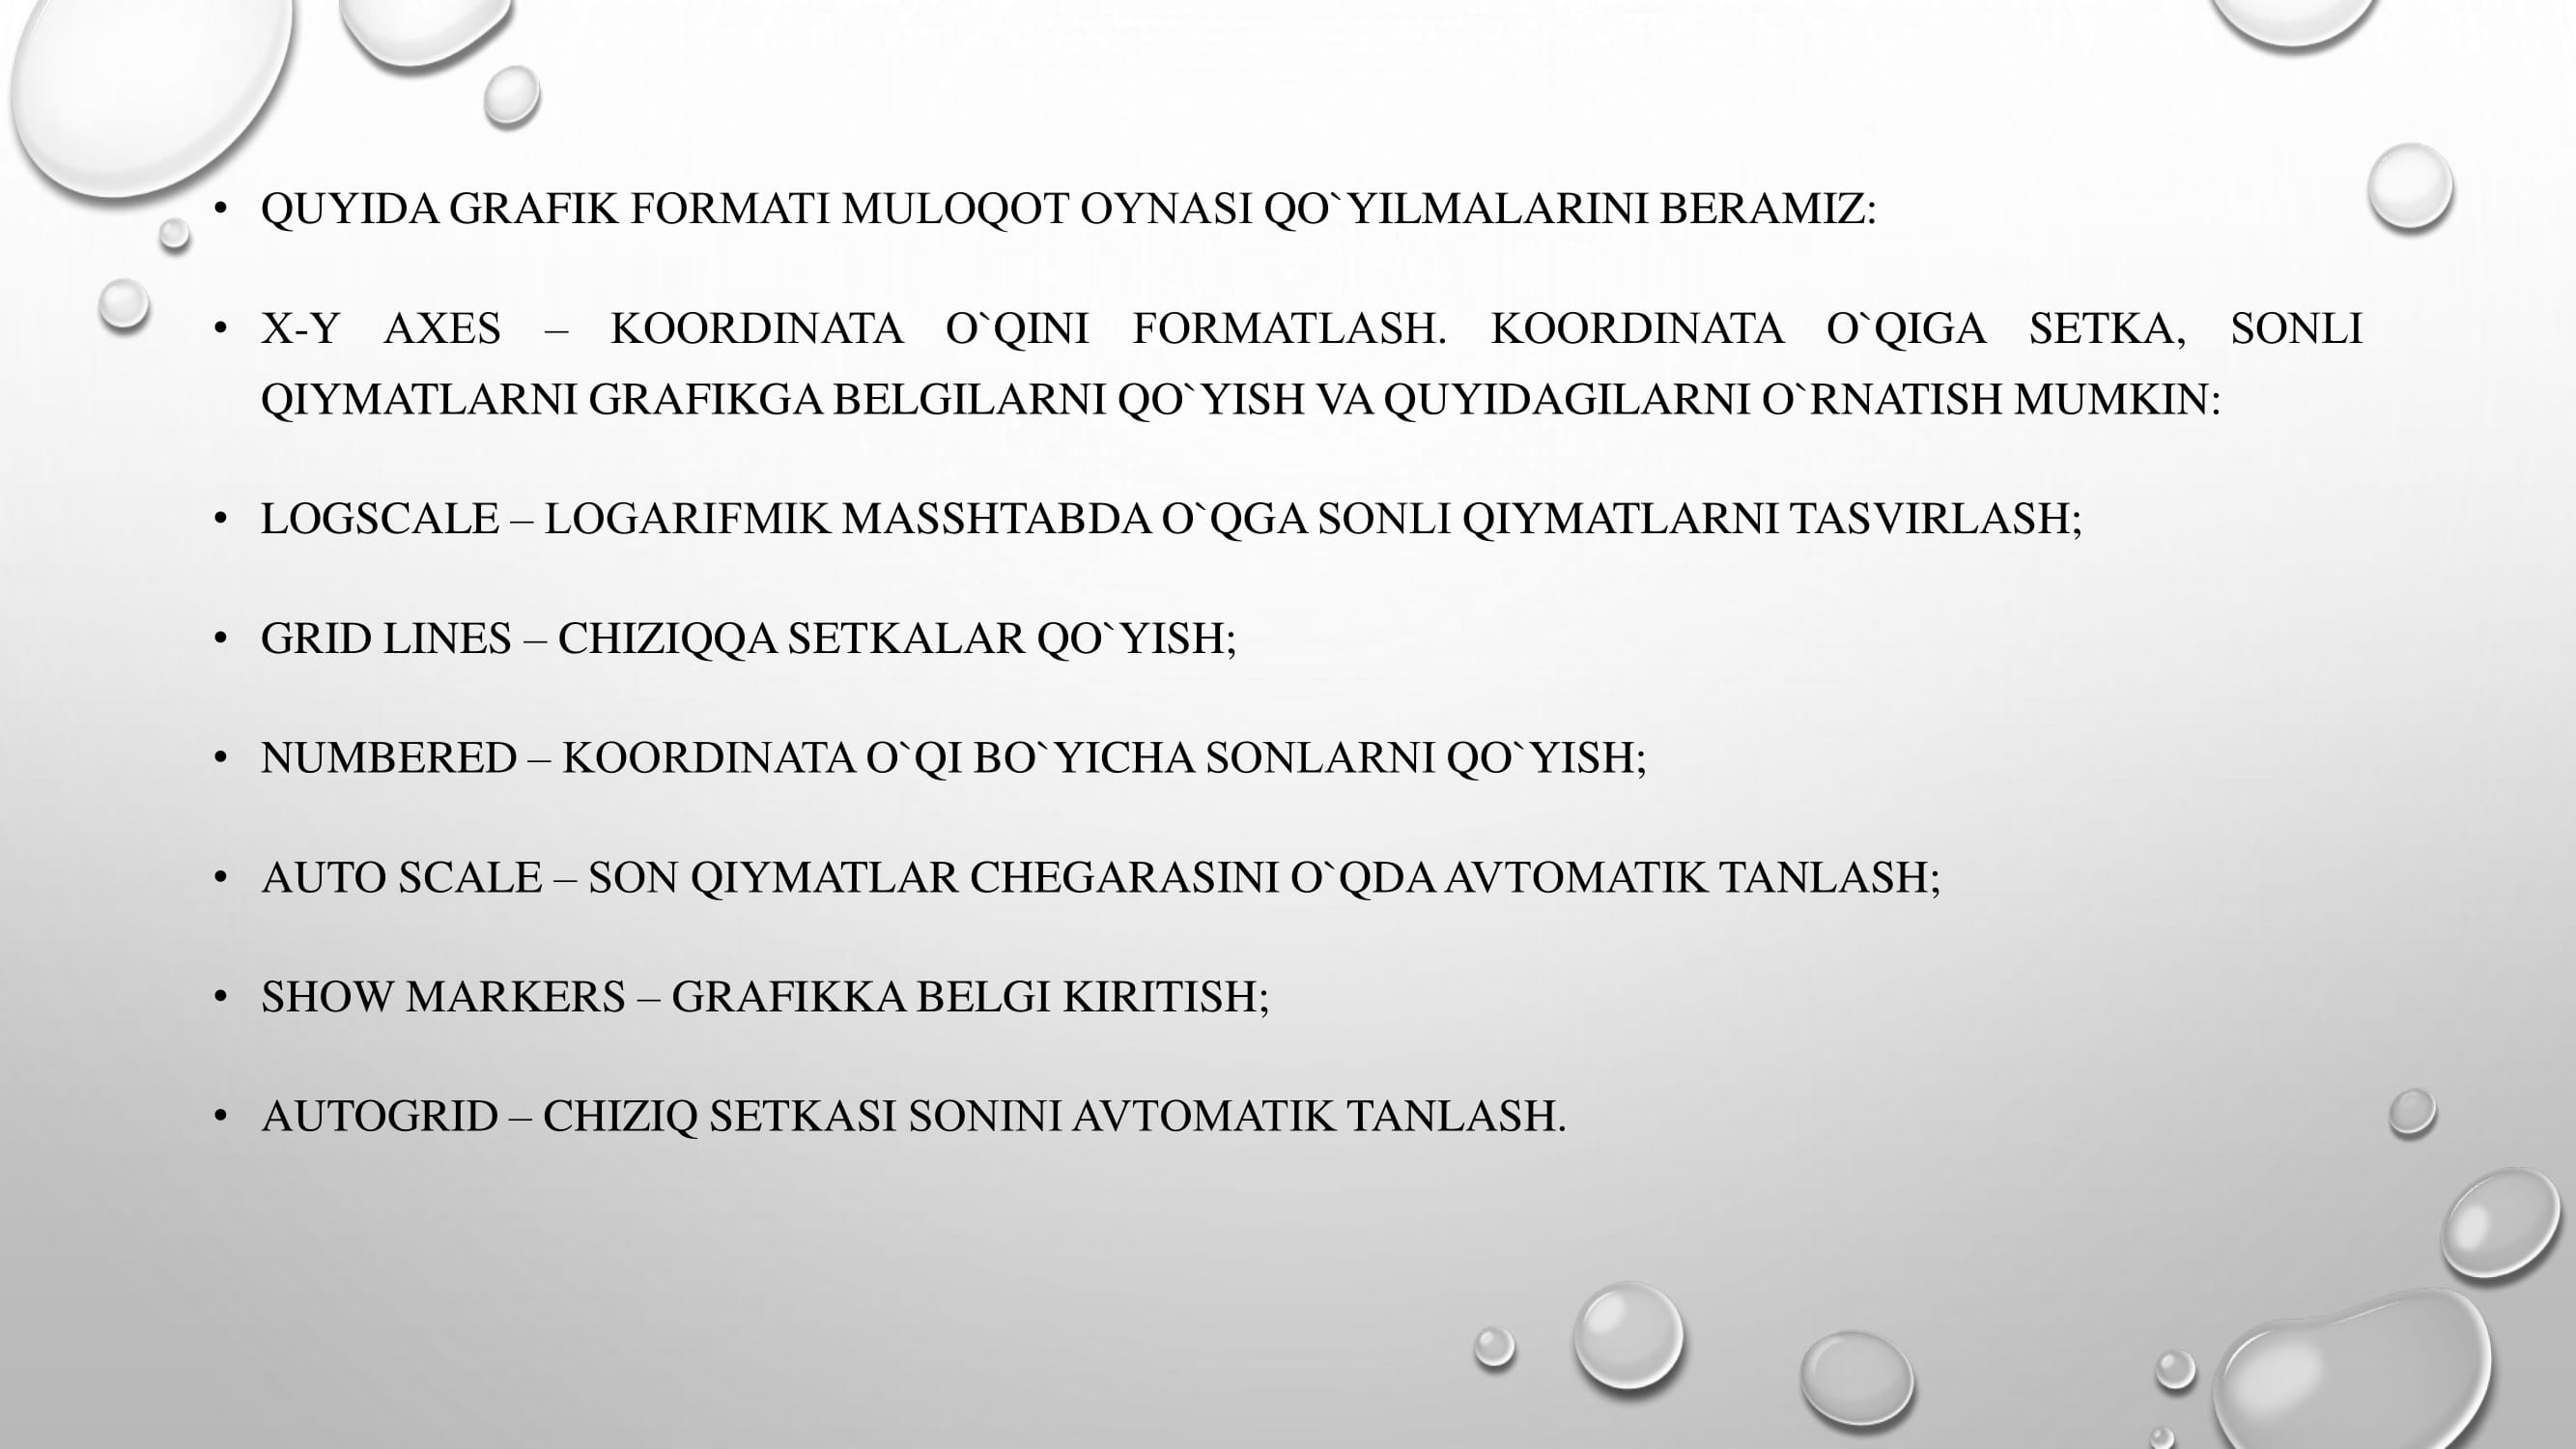 • QUYIDA GRAFIK FORMATI MULOQOT OYNASI QO`YILMALARINI BERAMIZ:
• X-Y AXES – KOORDINATA O`QINI FORMATLASH. KOORDINATA O`QIGA SETKA, SONLI
QIYMATLARNI GRAFIKGA BELGILARNI QO`YISH VA QUYIDAGILARNI O`RNATISH MUMKIN:
• LOGSCALE – LOGARIFMIK MASSHTABDA O`QGA SONLI QIYMATLARNI TASVIRLASH;
• GRID LINES – CHIZIQQA SETKALAR QO`YISH;
• NUMBERED – KOORDINATA O`QI BO`YICHA SONLARNI QO`YISH;
• AUTO SCALE – SON QIYMATLAR CHEGARASINI O`QDA AVTOMATIK TANLASH;
• SHOW MARKERS – GRAFIKKA BELGI KIRITISH;
• AUTOGRID – CHIZIQ SETKASI SONINI AVTOMATIK TANLASH.